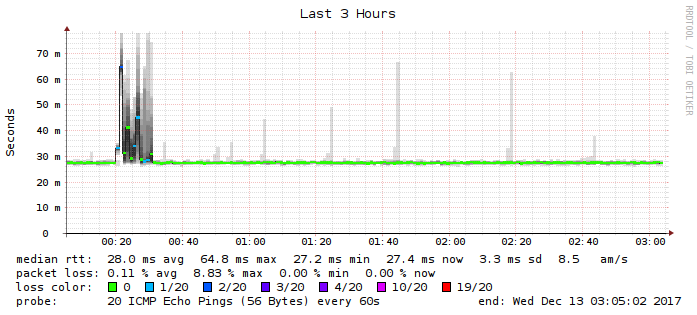 Last 3 Hours
RRDTOOL / TOBI OETIKER
Seconds
70 m
60 m
50 m
40 m
30 m
20 m
10 m
0
00:20 00:40 01:00 01:20 01:40 02:00 02:20 02:40 03:00
median rtt: 28.0 ms avg 64.8 ms max 27.2 ms min 27.4 ms now 3.3 ms sd 8.5 am/s
packet loss: 0.11 % avg 8.83 % max 0.00 % min 0.00 % now
loss color: 0 1/20 2/20 3/20 4/20 10/20 19/20
probe: 20 ICMP Echo Pings (56 Bytes) every 60s end: Wed Dec 13 03:05:02 2017